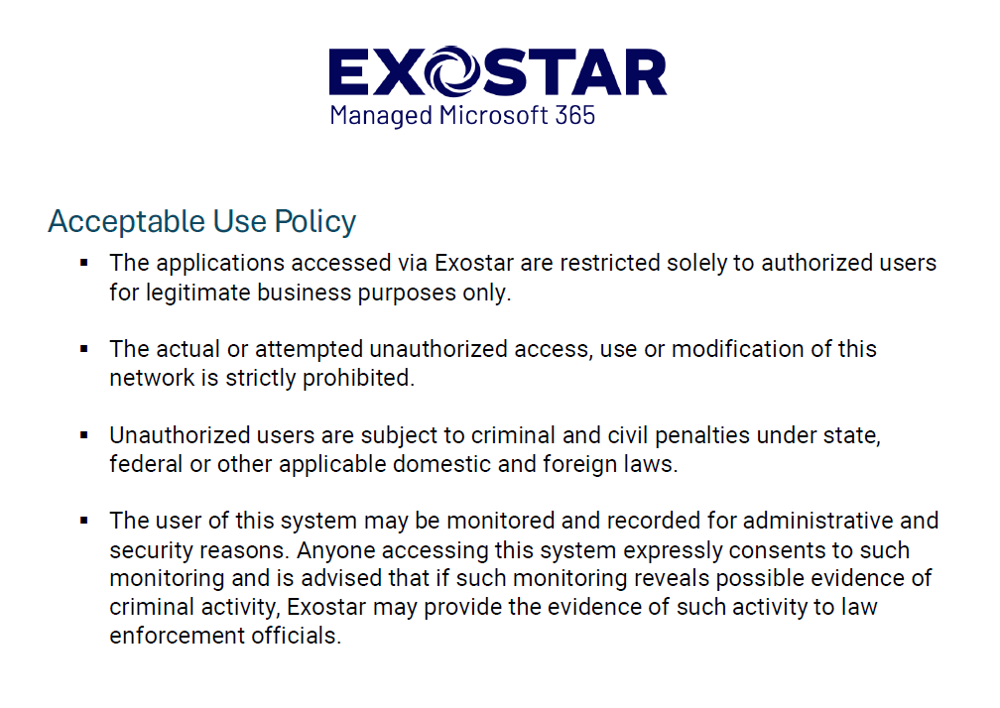 EXOSTAR
Managed Microsoft 365
Acceptable Use Policy
▪ The applications accessed via Exostar are restricted solely to authorized users
for legitimate business purposes only.
▪ The actual or attempted unauthorized access, use or modification of this
network is strictly prohibited.
▪ Unauthorized users are subject to criminal and civil penalties under state,
federal or other applicable domestic and foreign laws.
▪ The user of this system may be monitored and recorded for administrative and
security reasons. Anyone accessing this system expressly consents to such
monitoring and is advised that if such monitoring reveals possible evidence of
criminal activity, Exostar may provide the evidence of such activity to law
enforcement officials.